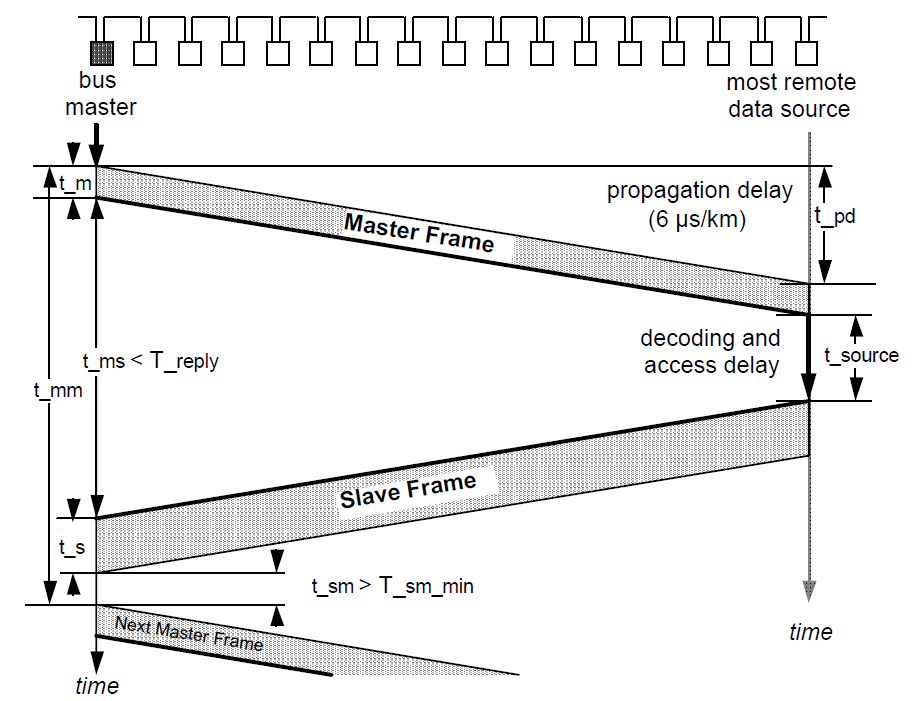 bus
master
most remote
data source
t_m
propagation delay
(6 µs/km)
t_pd
Master Frame
decoding and
access delay
t_source
t_ms < T_reply
t_mm
Slave Frame
t_s
t_sm > T_sm_min
Next Master Frame
time
time